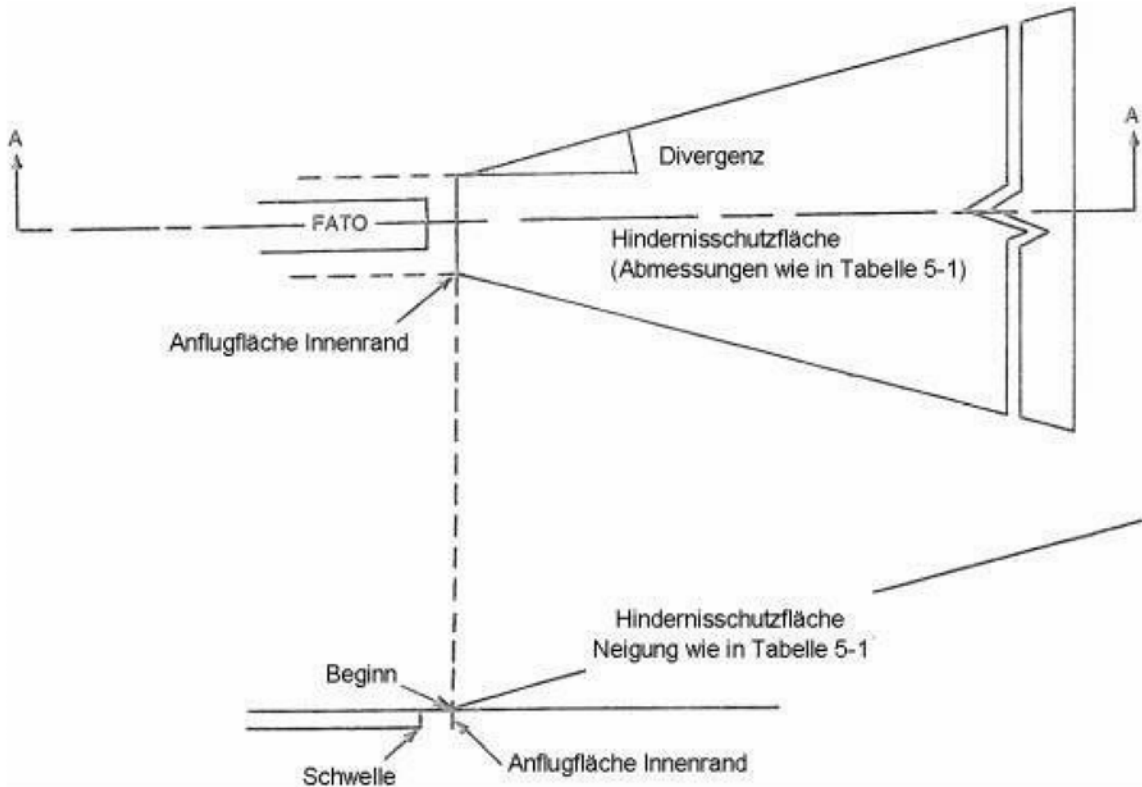 A
A
Divergenz
FATO
Hindernisschutzfläche
(Abmessungen wie in Tabelle 5-1)
Anflugfläche Innenrand
Hindernisschutzfläche
Neigung wie in Tabelle 5-1
Beginn
Anflugfläche Innenrand
Schwelle